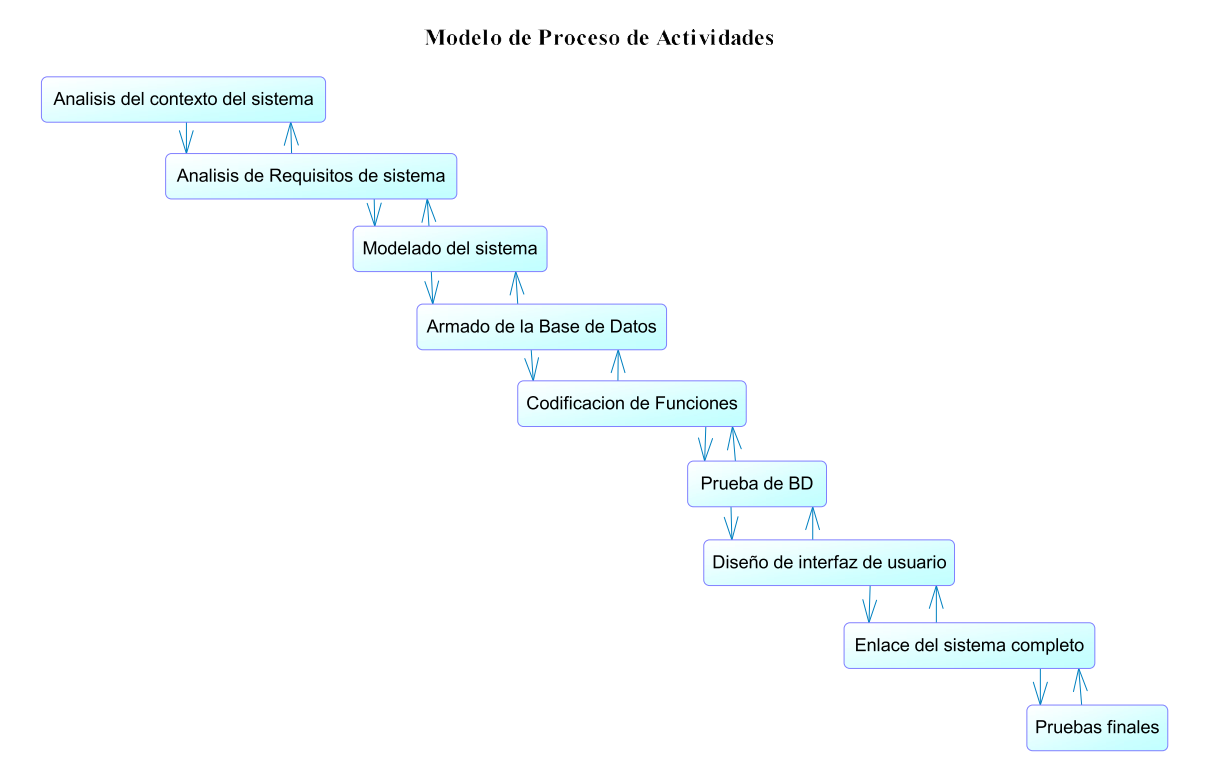 Modelo de Proceso de Actividades
Analisis del contexto del sistema
Analisis de Requisitos de sistema
Modelado del sistema
Armado de la Base de Datos
Codificacion de Funciones
Prueba de BD
Diseño de interfaz de usuario
Enlace del sistema completo
Pruebas finales